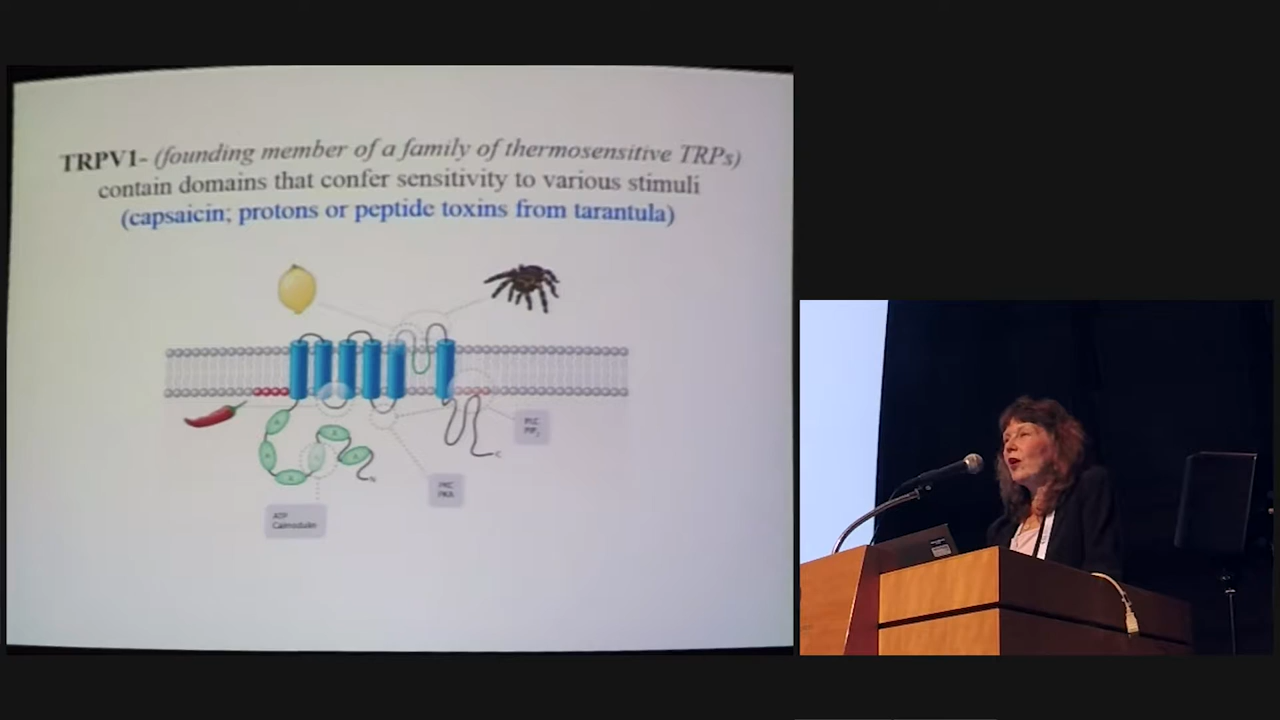 TRPV1- (founding member of a family of thermosensitive TRPs)
contain domains that confer sensitivity to various stimuli
(capsaicin; protons or peptide toxins from tarantula)
PLC
PIP2
C
N
PKC
PKA
ATP
Calmodulin